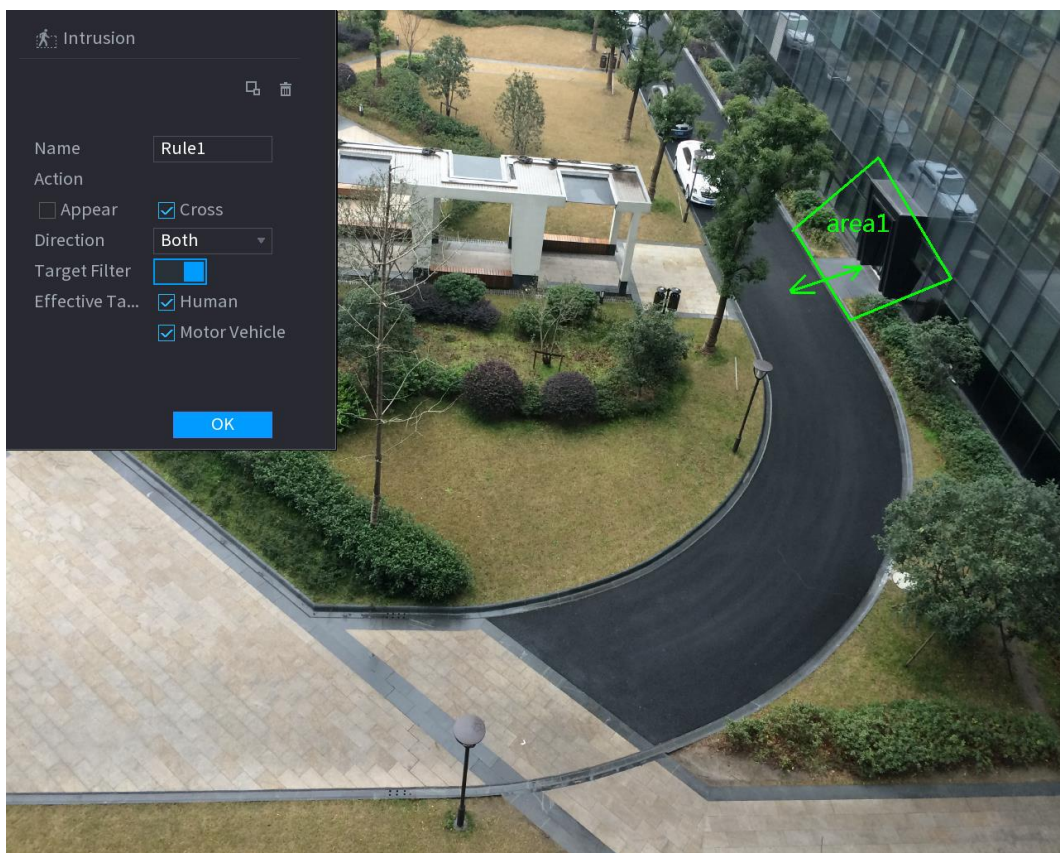 Intrusion
Name Rule1
Action
Appear Cross
Direction Both
Target Filter
Effective Ta... Human
Motor Vehicle
OK
area1